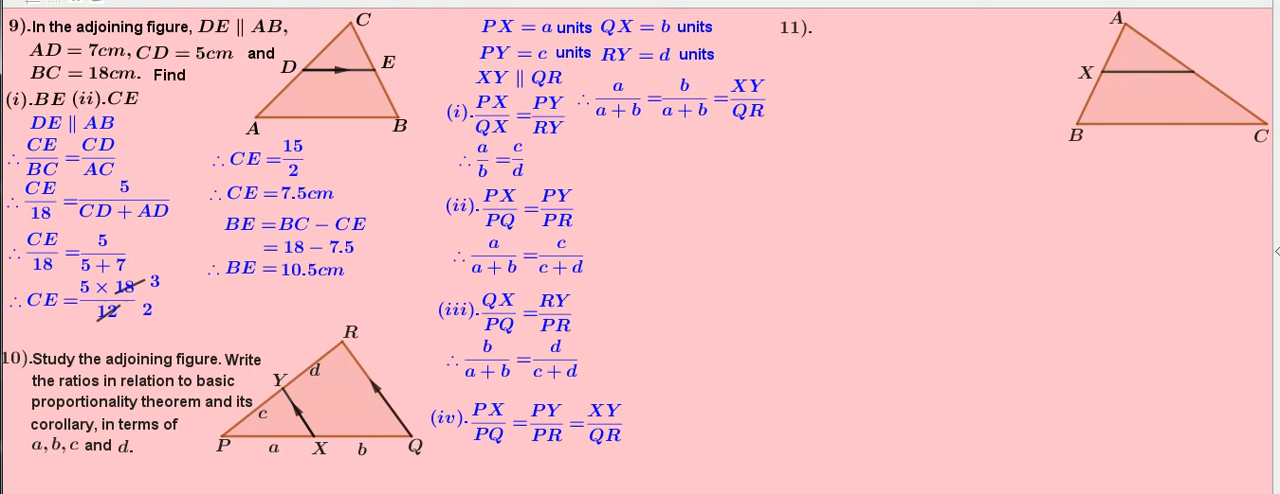 9).In the adjoining figure, DE ∥ AB,
AD = 7cm, CD = 5cm and
BC = 18cm. Find
(i).BE (ii).CE
DE ∥ AB
∴ CE/BC = CD/AC
∴ CE/18 = 5/(CD + AD)
∴ CE/18 = 5/(5 + 7)
∴ CE = (5 × 18)/12 3 2
C
D
E
A
B
∴ CE = 15/2
∴ CE = 7.5cm
BE = BC − CE
= 18 − 7.5
∴ BE = 10.5cm
10).Study the adjoining figure. Write
the ratios in relation to basic
proportionality theorem and its
corollary, in terms of
a, b, c and d.
R
Y
d
c
P
a
X
b
Q
PX = a units QX = b units
PY = c units RY = d units
XY ∥ QR
(i). PX/QX = PY/RY
∴ a/(a + b) = b/(a + b) = XY/QR
∴ a/b = c/d
(ii). PX/PQ = PY/PR
∴ a/(a + b) = c/(c + d)
(iii). QX/PQ = RY/PR
∴ b/(a + b) = d/(c + d)
(iv). PX/PQ = PY/PR = XY/QR
11).
A
X
B
C